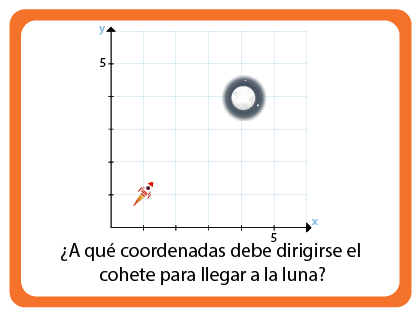 y
5
5
x
¿A qué coordenadas debe dirigirse el
cohete para llegar a la luna?